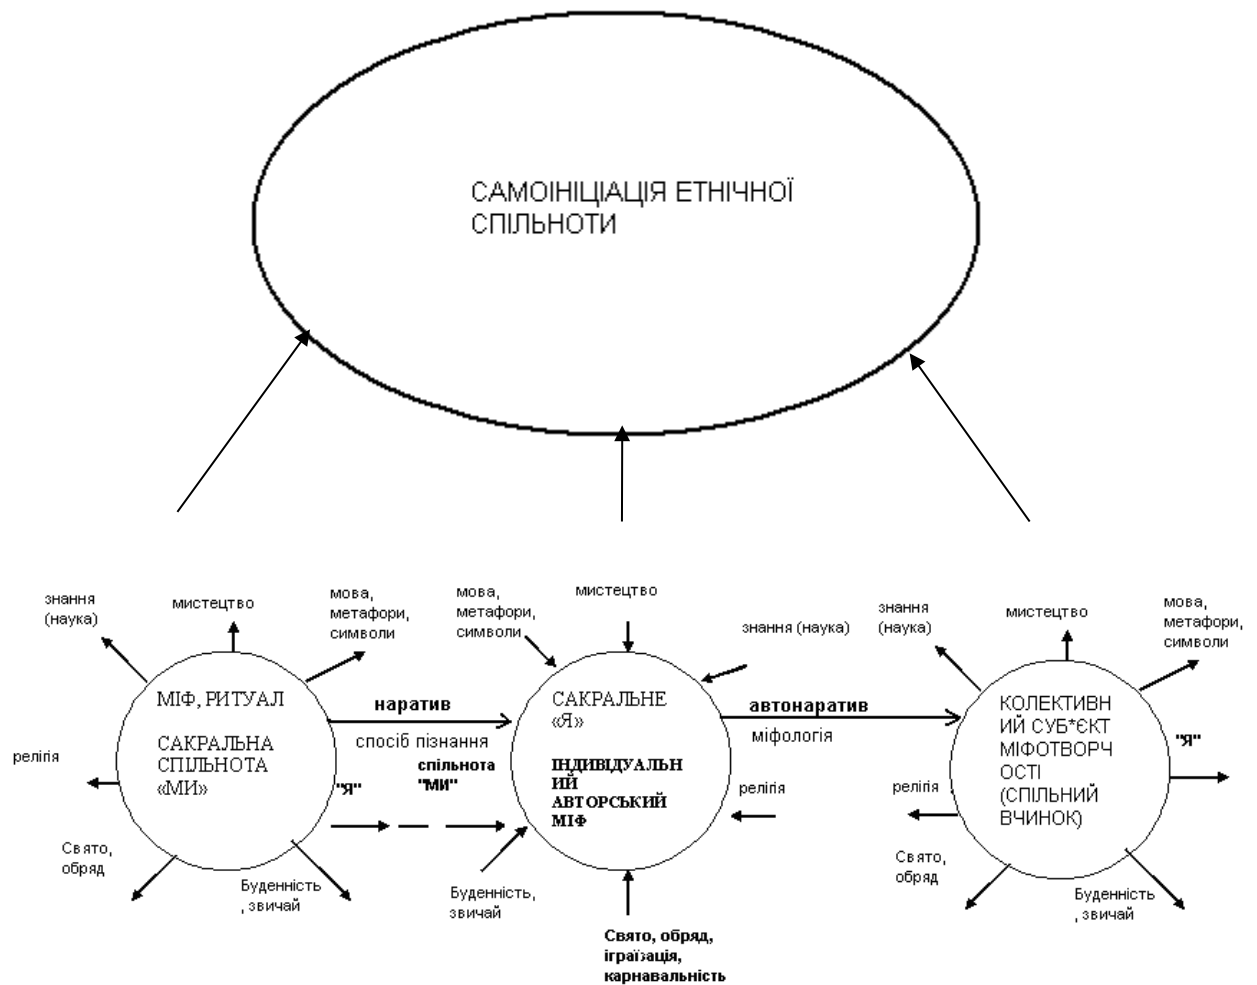 САМОІНІЦІАЦІЯ ЕТНІЧНОЇ
СПІЛЬНОТИ
знання
(наука)
мистецтво
мова,
метафори,
символи
МІФ, РИТУАЛ
САКРАЛЬНА
СПІЛЬНОТА
«МИ»
релігія
Свято,
обряд
Буденність
, звичай
"Я"
наратив
спосіб пізнання
спільнота
"МИ"
мова,
метафори,
символи
мистецтво
знання (наука)
САКРАЛЬНЕ
«Я»
ІНДИВІДУАЛЬН
ИЙ
АВТОРСЬКИЙ
МІФ
релігія
Буденність,
звичай
Свято, обряд,
ігразація,
карнавальність
автонаратив
міфологія
знання
(наука)
мистецтво
мова,
метафори,
символи
КОЛЕКТИВН
ИЙ СУБ*ЄКТ
МІФОТВОРЧ
ОСТІ
(СПІЛЬНИЙ
ВЧИНОК)
"Я"
релігія
Свято,
обряд
Буденність
, звичай